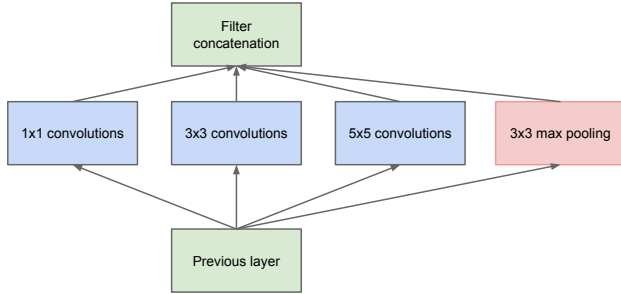 Filter
concatenation
1x1 convolutions
3x3 convolutions
5x5 convolutions
3x3 max pooling
Previous layer